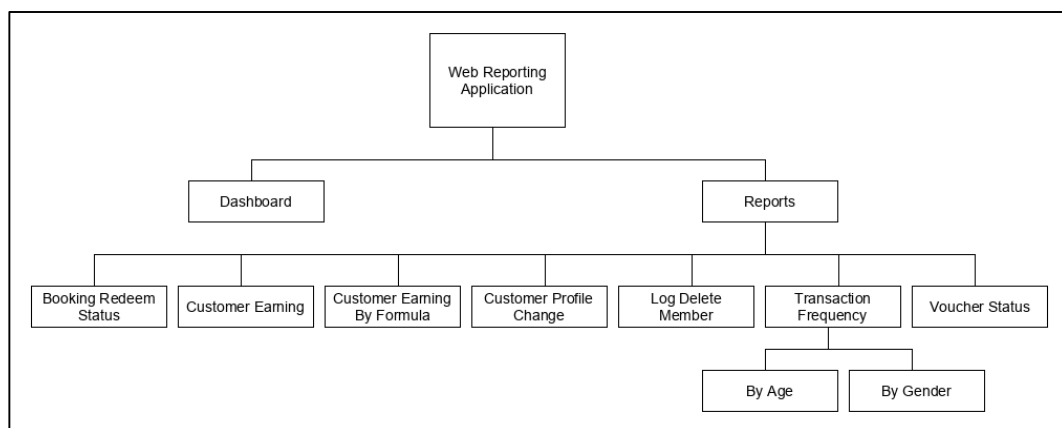 Web Reporting
Application
Dashboard
Reports
Booking Redeem
Status
Customer Earning
Customer Earning
By Formula
Customer Profile
Change
Log Delete
Member
Transaction
Frequency
Voucher Status
By Age
By Gender